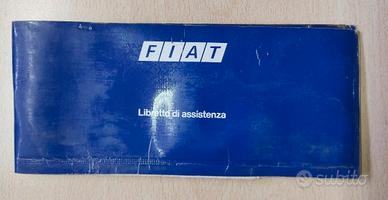 FIAT
Libretto di assistenza
subito